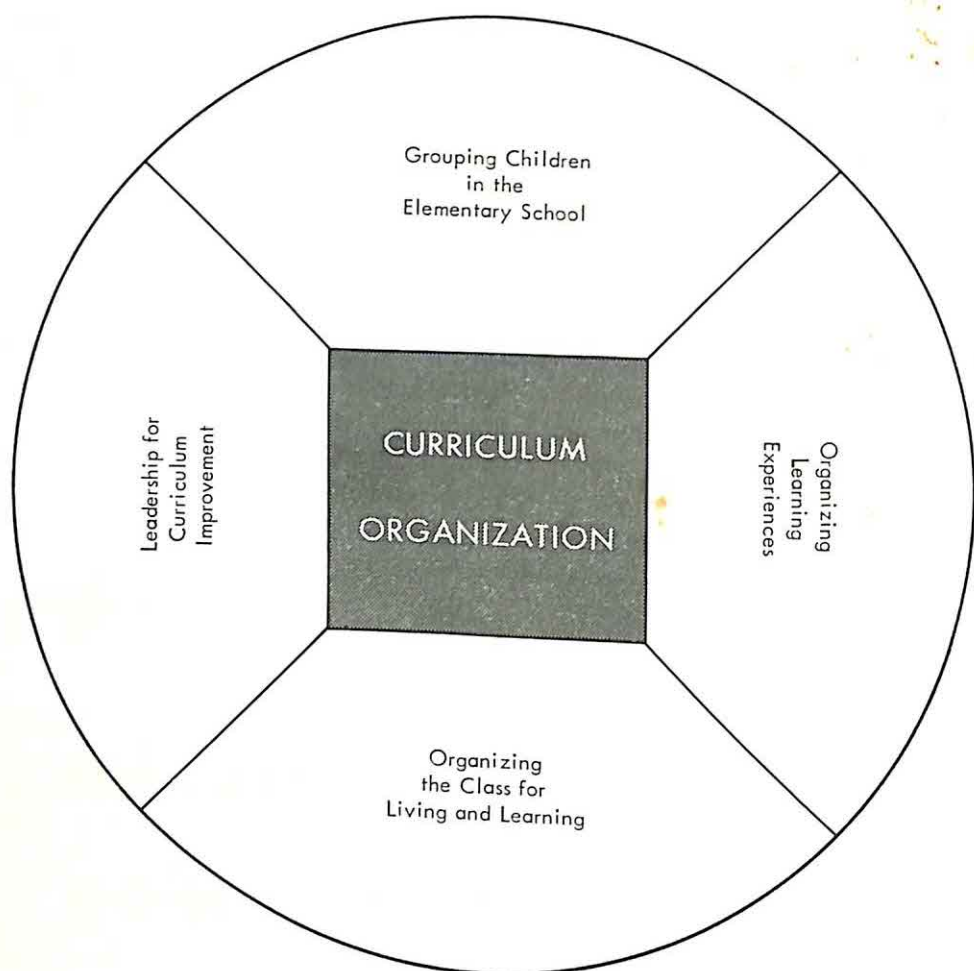 Grouping Children
in the
Elementary School
Leadership for
Curriculum
Improvement
CURRICULUM
ORGANIZATION
Organizing
Learning
Experiences
Organizing
the Class for
Living and Learning